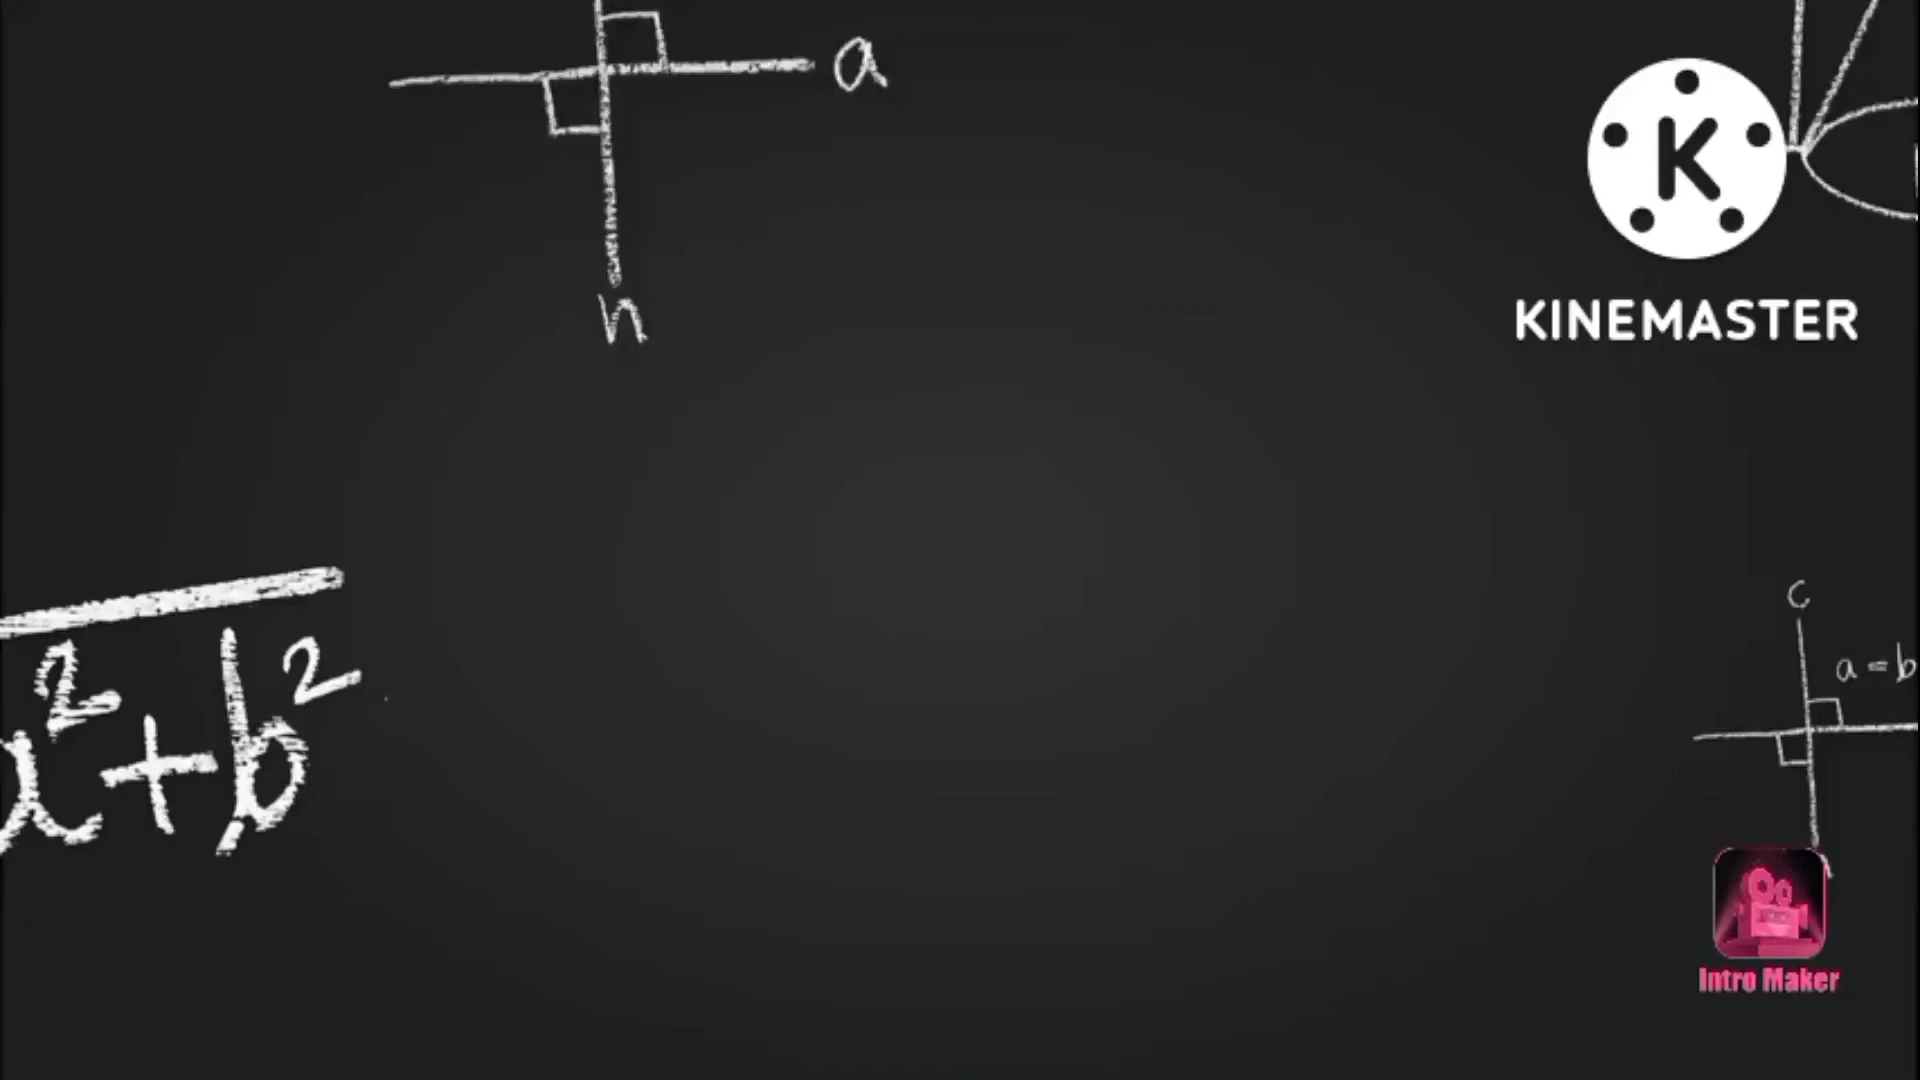 a
K
KINEMASTER
n
c
a = b
a²+b²
Intro Maker